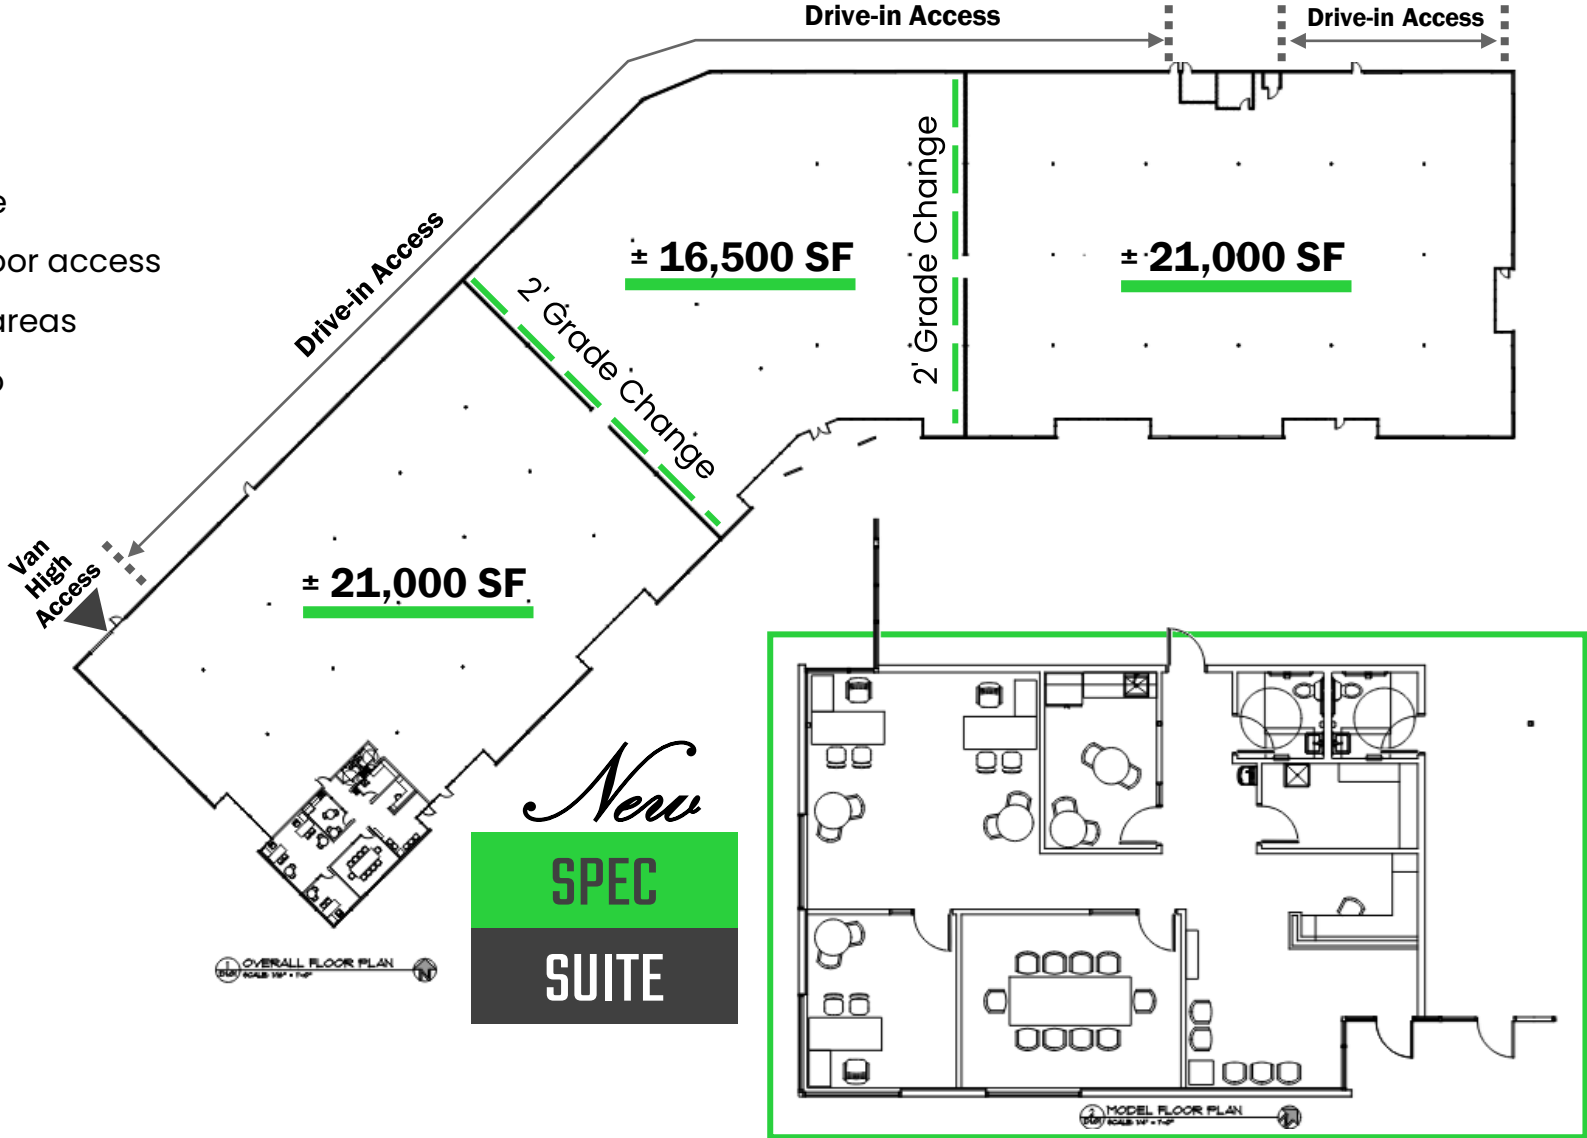 Drive-in Access
Drive-in Access
oor access
areas
Drive-in Access
2' Grade Change
2' Grade Change
± 16,500 SF
± 21,000 SF
Van
High
Access
± 21,000 SF
New
SPEC
SUITE
OVERALL FLOOR PLAN
N
MODEL FLOOR PLAN